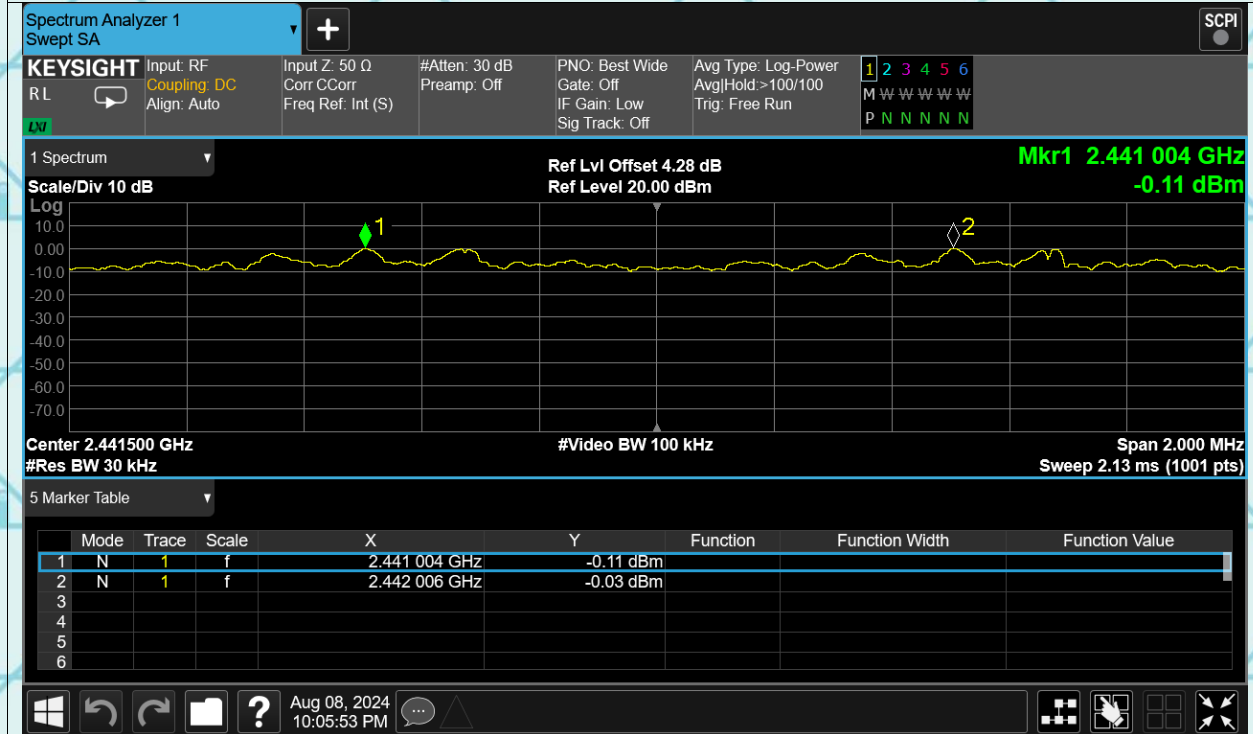 Spectrum Analyzer 1
Swept SA
+
SCPI
KEYSIGHT
R L
LXI
Input: RF
Coupling: DC
Align: Auto
Input Z: 50 Ω
Corr CCorr
Freq Ref: Int (S)
#Atten: 30 dB
Preamp: Off
PNO: Best Wide
Gate: Off
IF Gain: Low
Sig Track: Off
Avg Type: Log-Power
Avg|Hold:>100/100
Trig: Free Run
1 2 3 4 5 6
M W W W W W
P N N N N N
1 Spectrum
Scale/Div 10 dB
Ref Lvl Offset 4.28 dB
Ref Level 20.00 dBm
Mkr1 2.441 004 GHz
-0.11 dBm
Log
10.0
0.00
-10.0
-20.0
-30.0
-40.0
-50.0
-60.0
-70.0
1
2
Center 2.441500 GHz
#Video BW 100 kHz
Span 2.000 MHz
#Res BW 30 kHz
Sweep 2.13 ms (1001 pts)
5 Marker Table
Mode Trace Scale X Y Function Function Width Function Value
1 N 1 f 2.441 004 GHz -0.11 dBm
2 N 1 f 2.442 006 GHz -0.03 dBm
3
4
5
6
?
Aug 08, 2024
10:05:53 PM